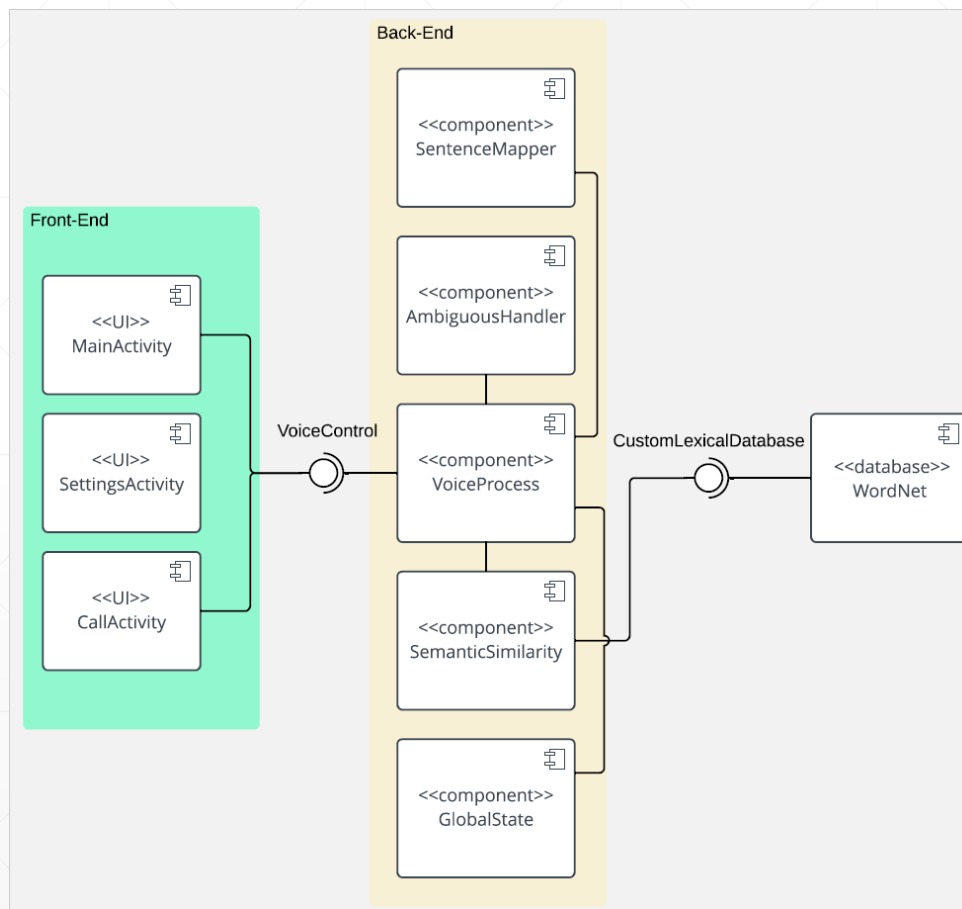 Back-End
<<component>>
SentenceMapper
<<component>>
AmbiguousHandler
<<component>>
VoiceProcess
<<component>>
SemanticSimilarity
<<component>>
GlobalState
Front-End
<<UI>>
MainActivity
<<UI>>
SettingsActivity
<<UI>>
CallActivity
VoiceControl
CustomLexicalDatabase
<<database>>
WordNet